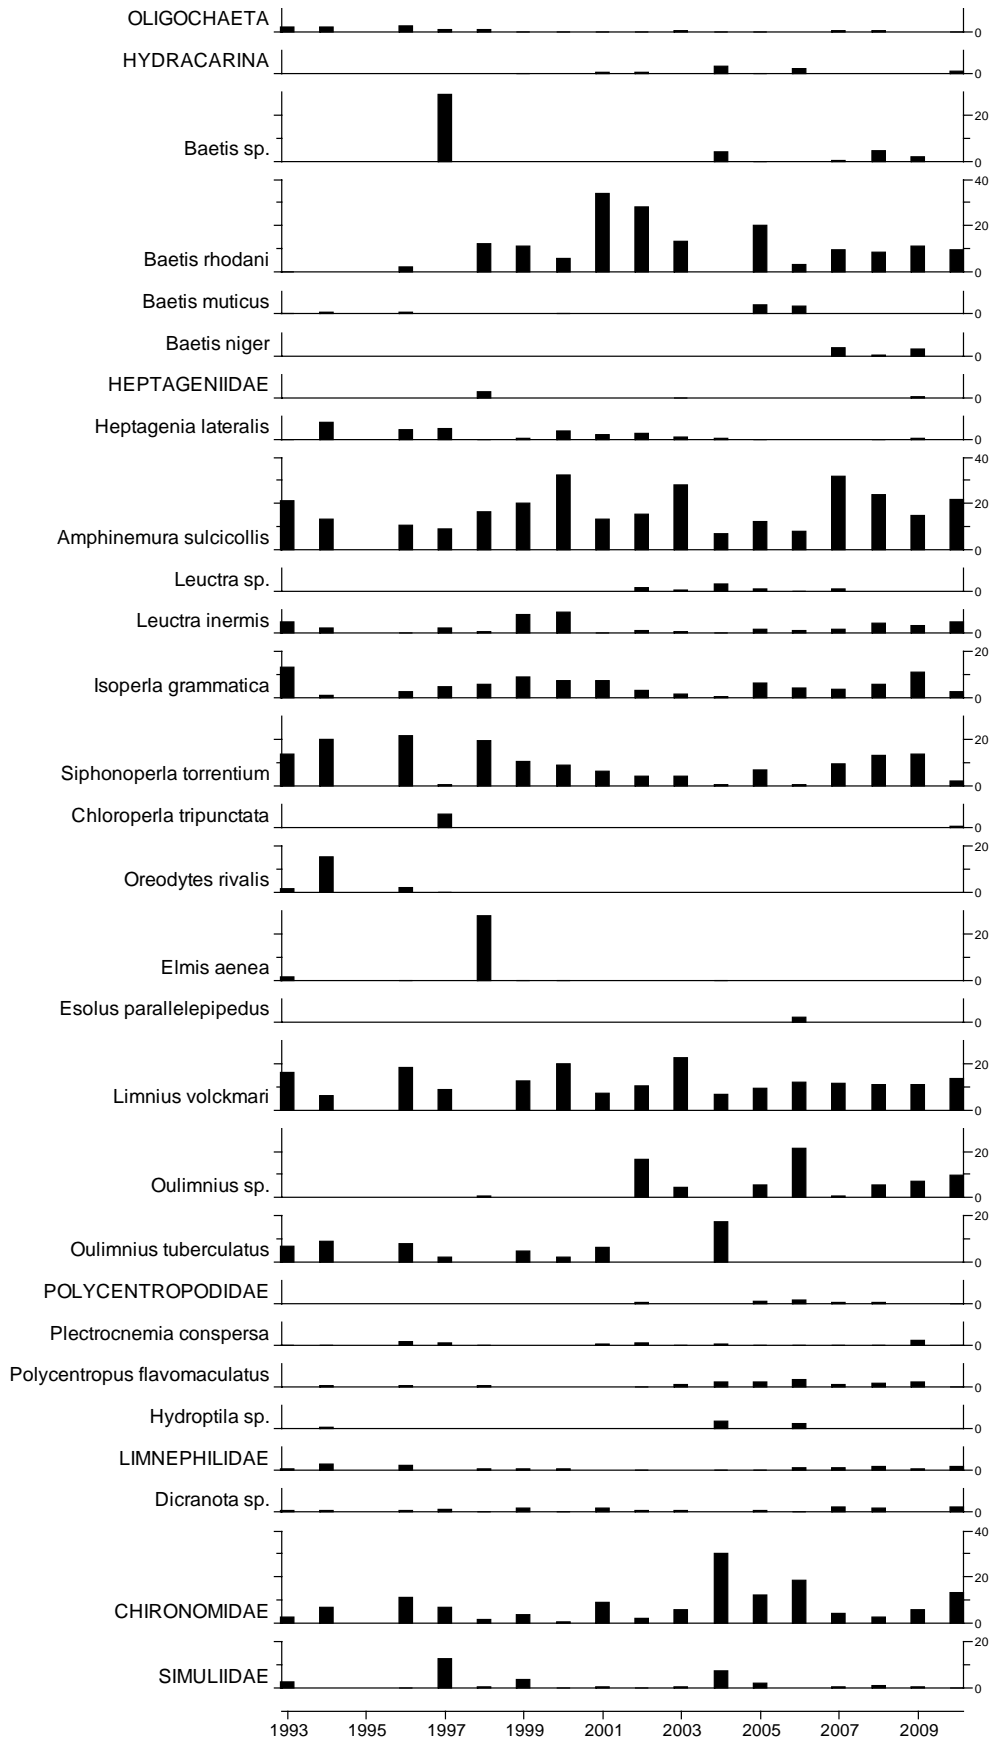 OLIGOCHAETA
0
HYDRACARINA
0
20
Baetis sp.
0
40
20
Baetis rhodani
0
Baetis muticus
0
Baetis niger
0
HEPTAGENIIDAE
0
Heptagenia lateralis
0
40
20
Amphinemura sulcicollis
0
Leuctra sp.
0
Leuctra inermis
0
20
Isoperla grammatica
0
20
Siphonoperla torrentium
0
Chloroperla tripunctata
0
20
Oreodytes rivalis
0
20
Elmis aenea
0
Esolus parallelepipedus
0
20
Limnius volckmari
0
20
Oulimnius sp.
0
20
Oulimnius tuberculatus
0
POLYCENTROPODIDAE
0
Plectrocnemia conspersa
0
Polycentropus flavomaculatus
0
Hydroptila sp.
0
LIMNEPHILIDAE
0
Dicranota sp.
0
40
20
CHIRONOMIDAE
0
20
SIMULIIDAE
0
1993 1995 1997 1999 2001 2003 2005 2007 2009